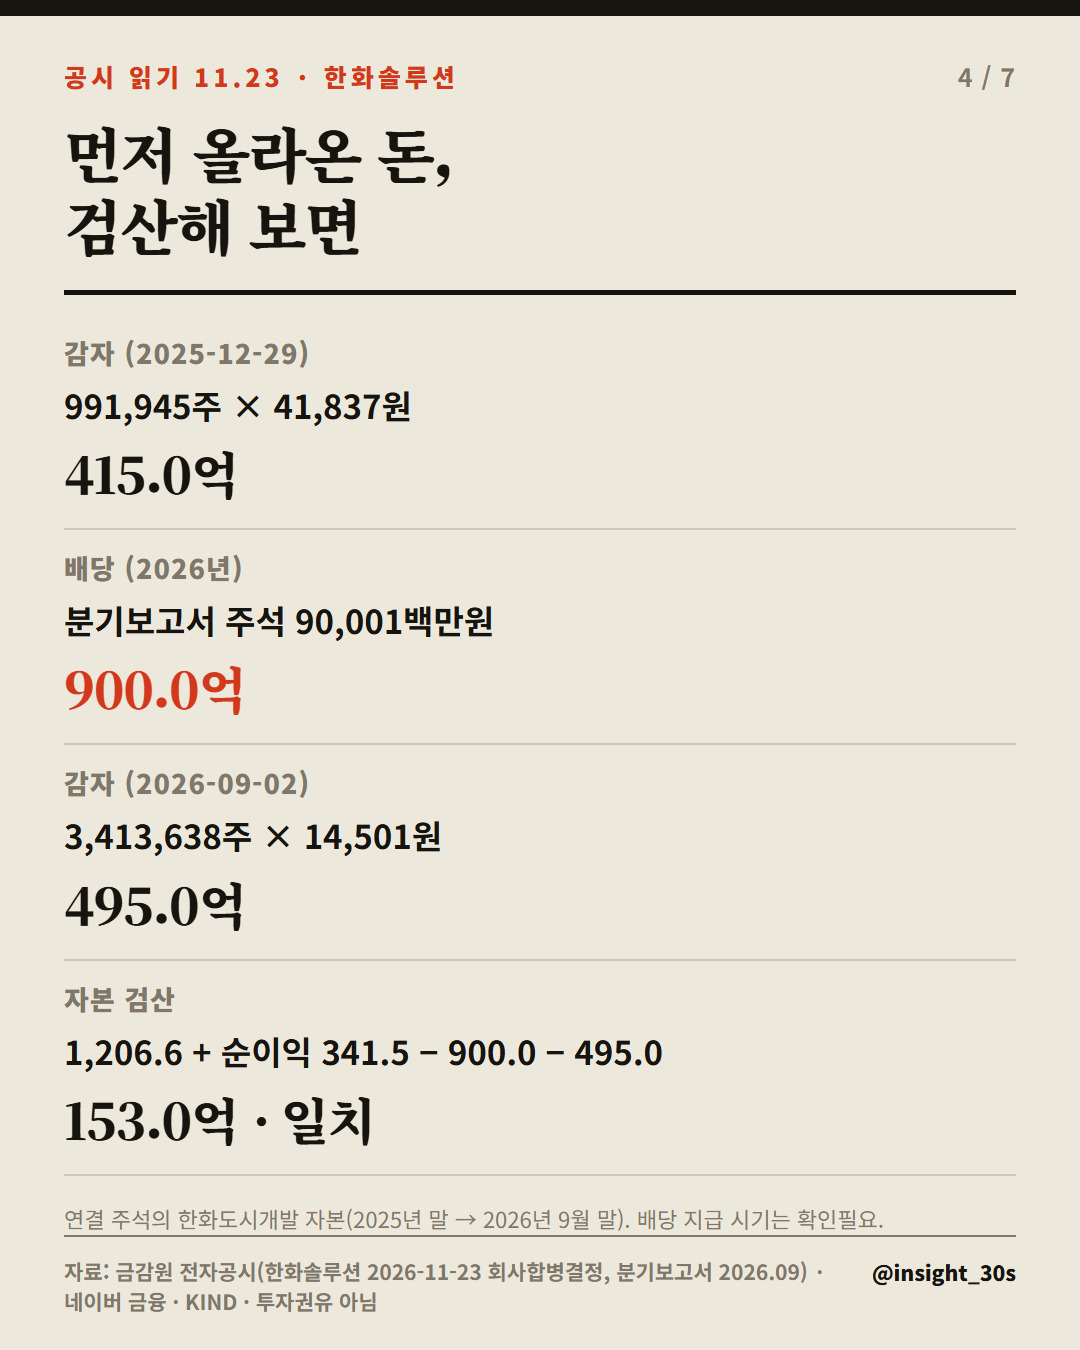 공시 읽기 11.23 · 한화솔루션
4 / 7
먼저 올라온 돈,
검산해 보면
감자 (2025-12-29)
991,945주 × 41,837원
415.0억
배당 (2026년)
분기보고서 주석 90,001백만원
900.0억
감자 (2026-09-02)
3,413,638주 × 14,501원
495.0억
자본 검산
1,206.6 + 순이익 341.5 − 900.0 − 495.0
153.0억 · 일치
연결 주석의 한화도시개발 자본(2025년 말 → 2026년 9월 말). 배당 지급 시기는 확인필요.
자료: 금감원 전자공시(한화솔루션 2026-11-23 회사합병결정, 분기보고서 2026.09) ·
네이버 금융 · KIND · 투자권유 아님
@insight_30s